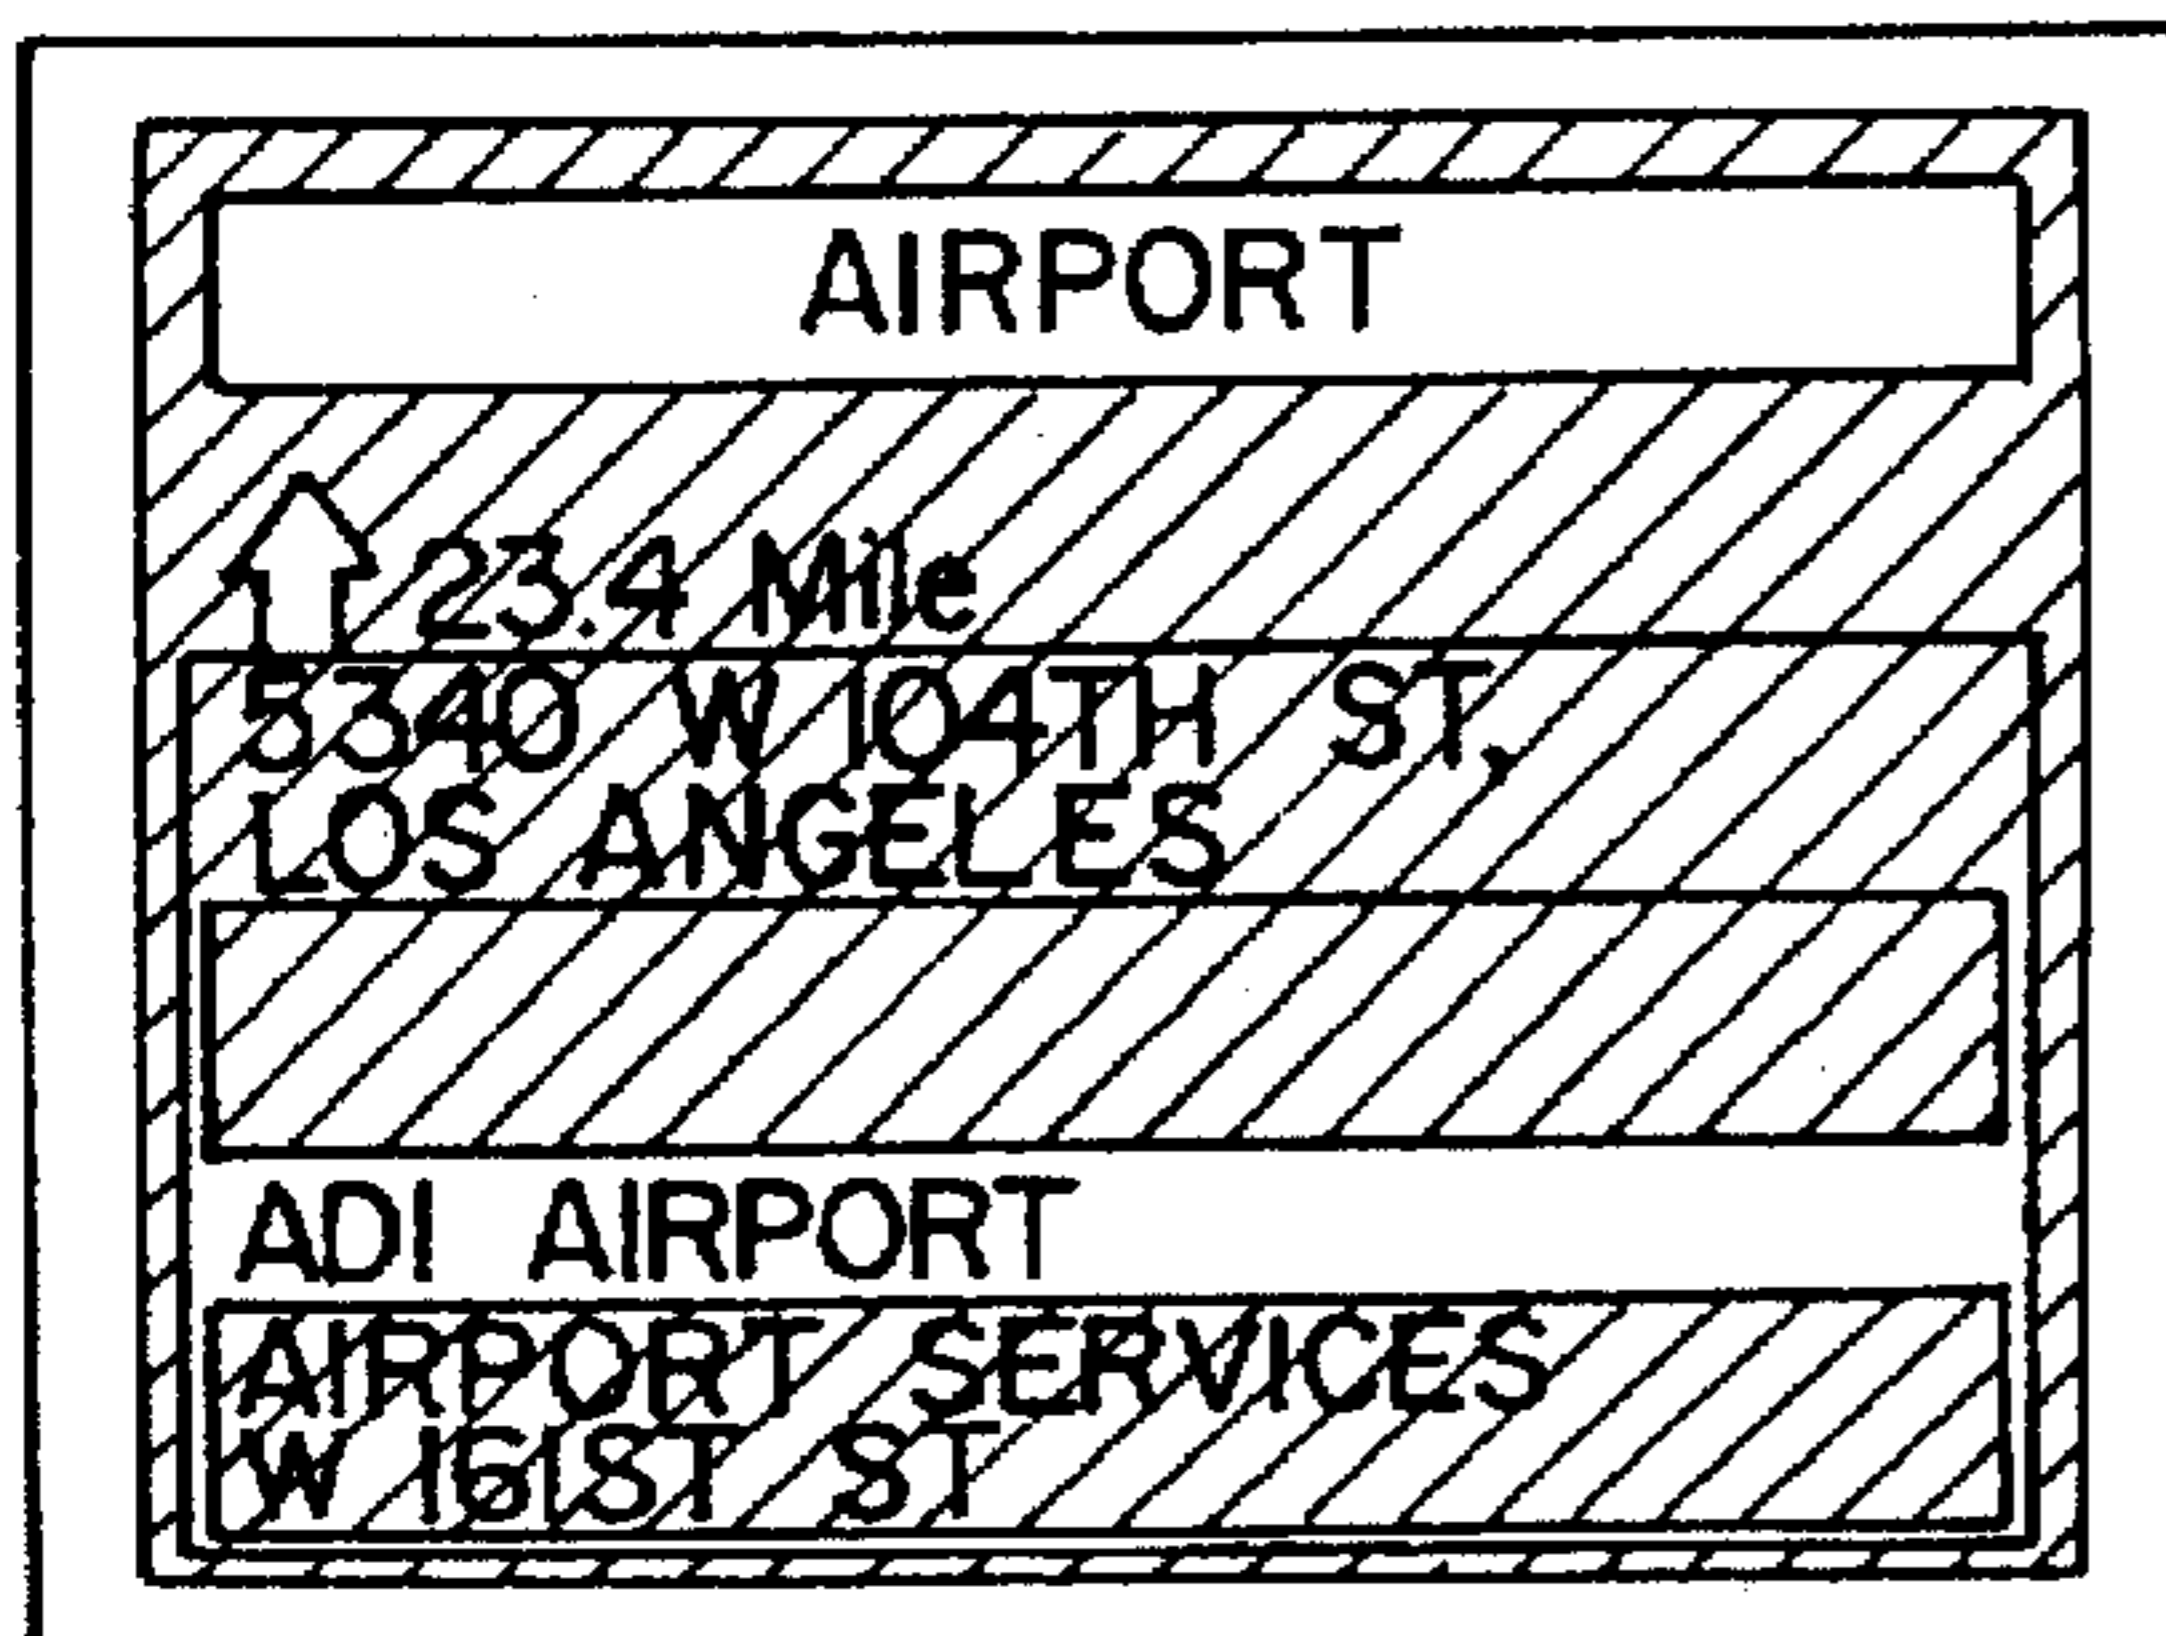 AIRPORT
23.4 Mile
5340 W 104TH ST,
LOS ANGELES
ADI AIRPORT
AIRPORT SERVICES
W 161ST ST